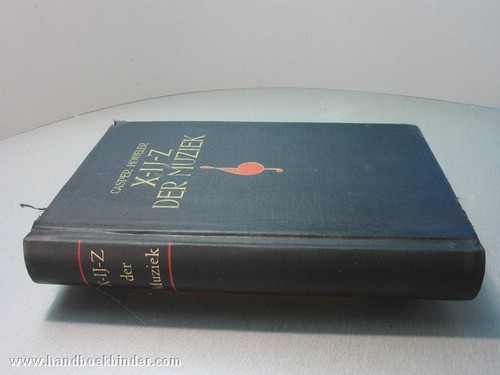 CASPER HÖWELER
X-IJ-Z
DER MUZIEK
X-IJ-Z
der
Muziek
www.handboekbinder.com